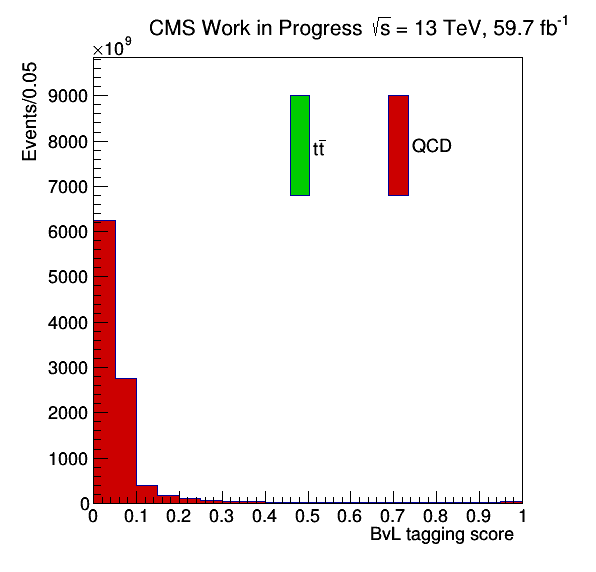 CMS Work in Progress √s = 13 TeV, 59.7 fb⁻¹
×10⁹
Events/0.05
9000
8000
7000
6000
5000
4000
3000
2000
1000
0
tt̄
QCD
0 0.1 0.2 0.3 0.4 0.5 0.6 0.7 0.8 0.9 1
BvL tagging score